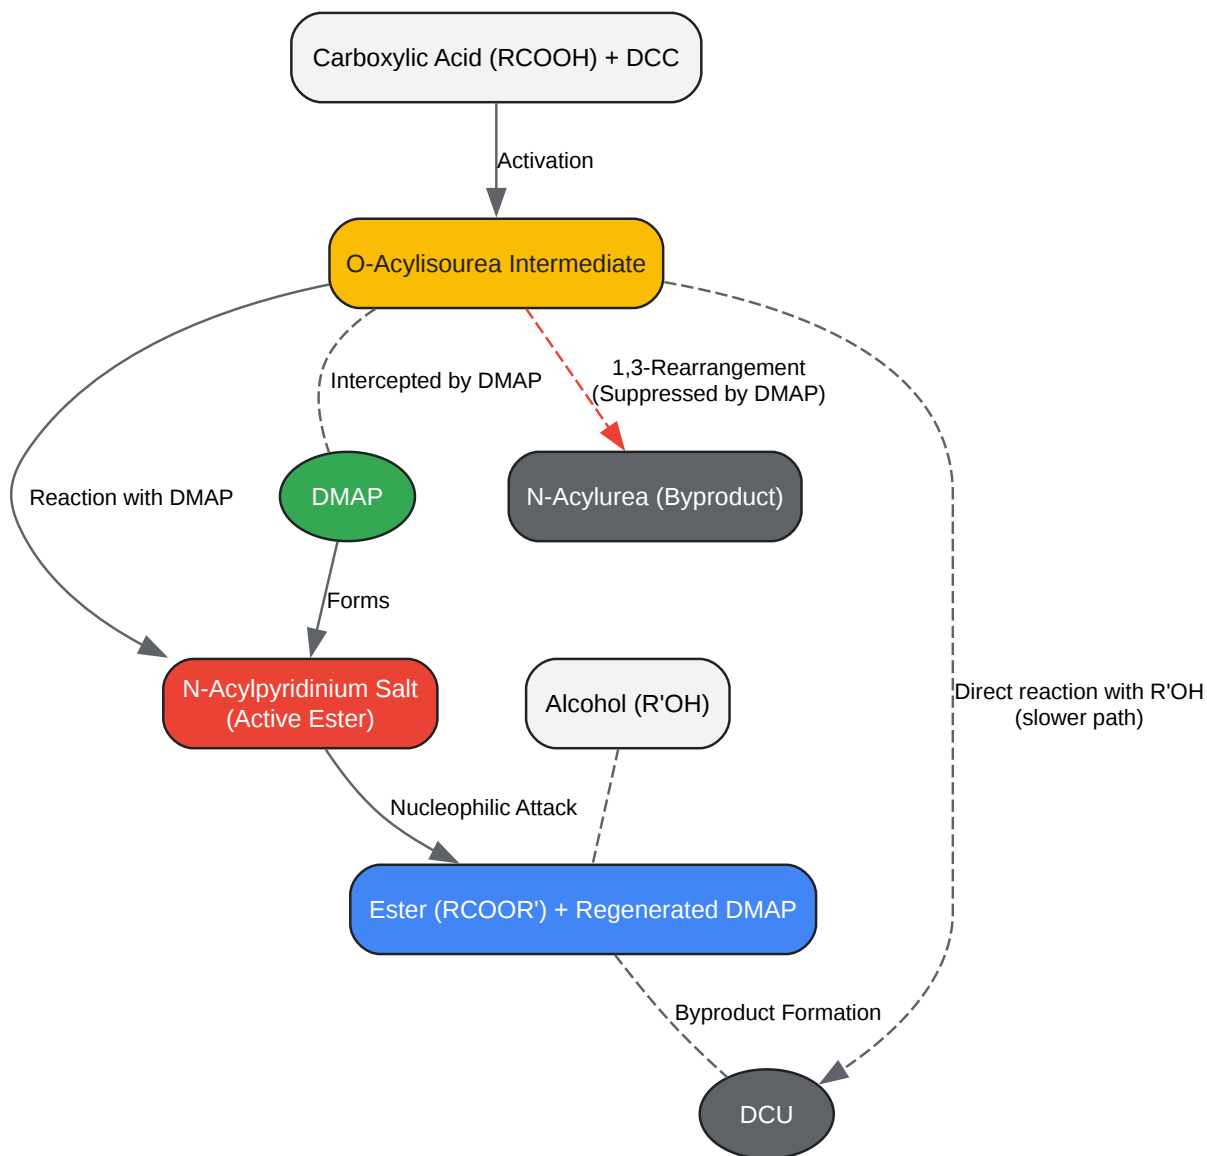 Carboxylic Acid (RCOOH) + DCC
Activation
O-Acylisourea Intermediate
1,3-Rearrangement
(Suppressed by DMAP)
Intercepted by DMAP
Reaction with DMAP
DMAP
N-Acylurea (Byproduct)
Forms
N-Acylpyridinium Salt
(Active Ester)
Alcohol (R'OH)
Direct reaction with R'OH
(slower path)
Nucleophilic Attack
Ester (RCOOR') + Regenerated DMAP
Byproduct Formation
DCU